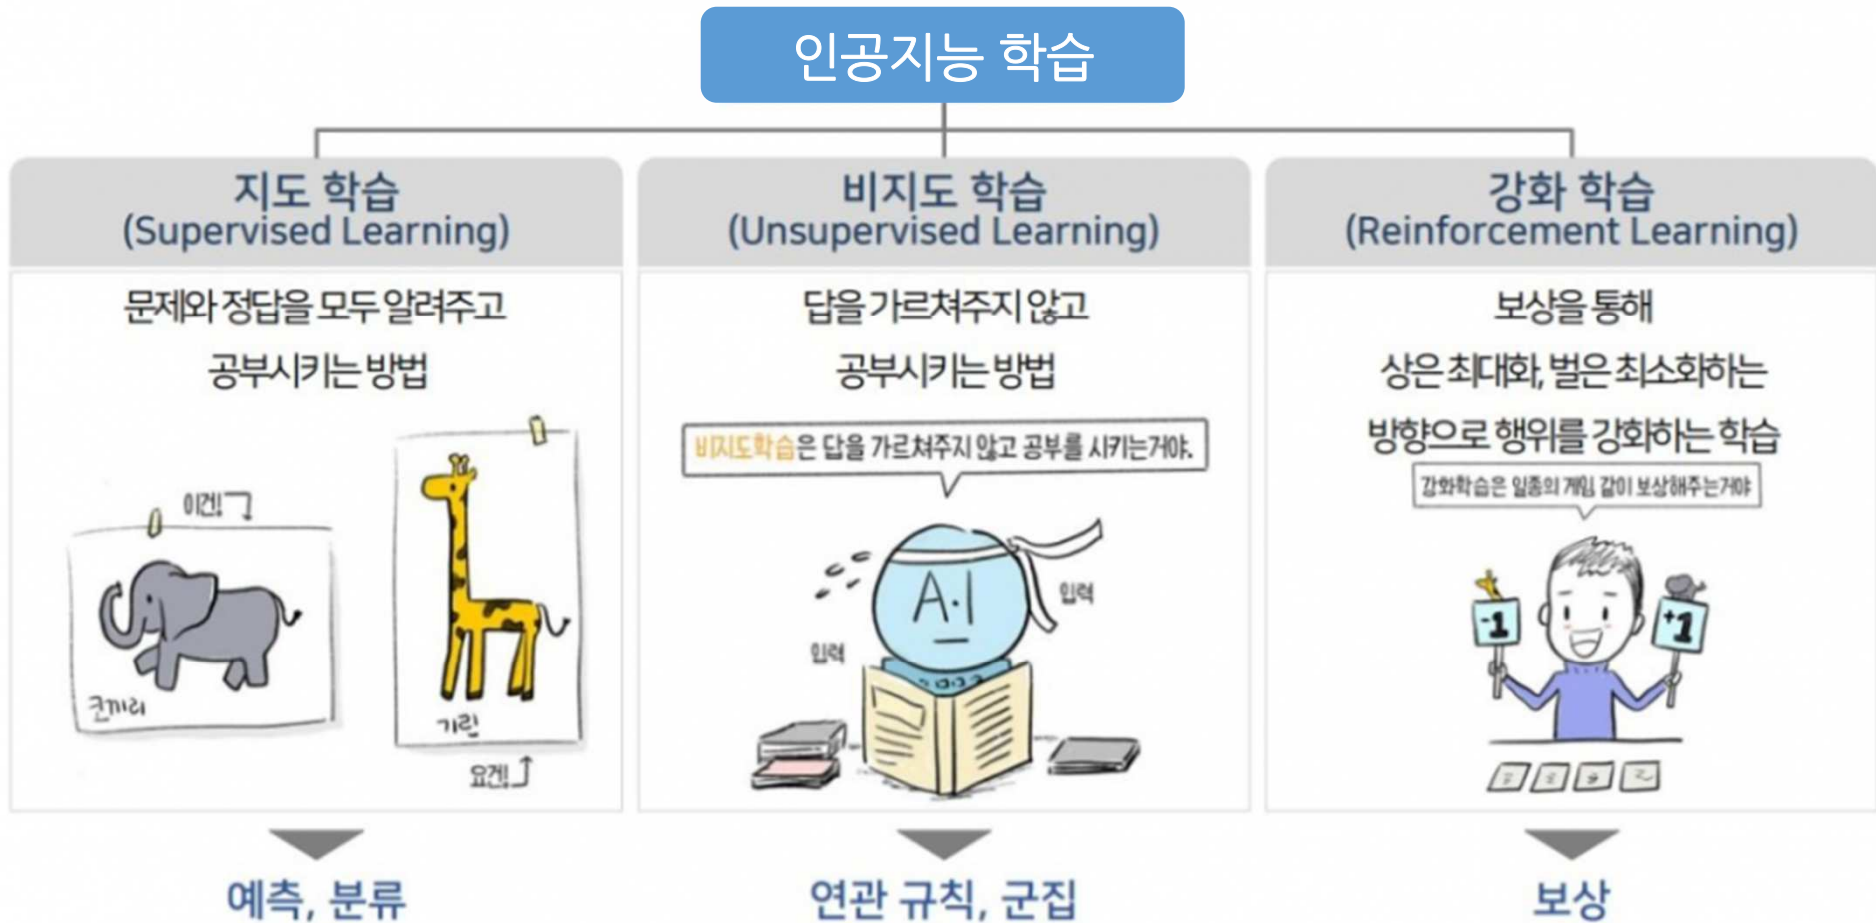 인공지능 학습
지도 학습
(Supervised Learning)
문제와 정답을 모두 알려주고
공부시키는 방법
이건!
코끼리
기린
요건!
예측, 분류
비지도 학습
(Unsupervised Learning)
답을 가르쳐주지 않고
공부시키는 방법
비지도학습은 답을 가르쳐주지 않고 공부를 시키는거야.
A.I
입력
입력
연관 규칙, 군집
강화 학습
(Reinforcement Learning)
보상을 통해
상은 최대화, 벌은 최소화하는
방향으로 행위를 강화하는 학습
강화학습은 일종의 게임 같이 보상해주는거야
-1
+1
보상